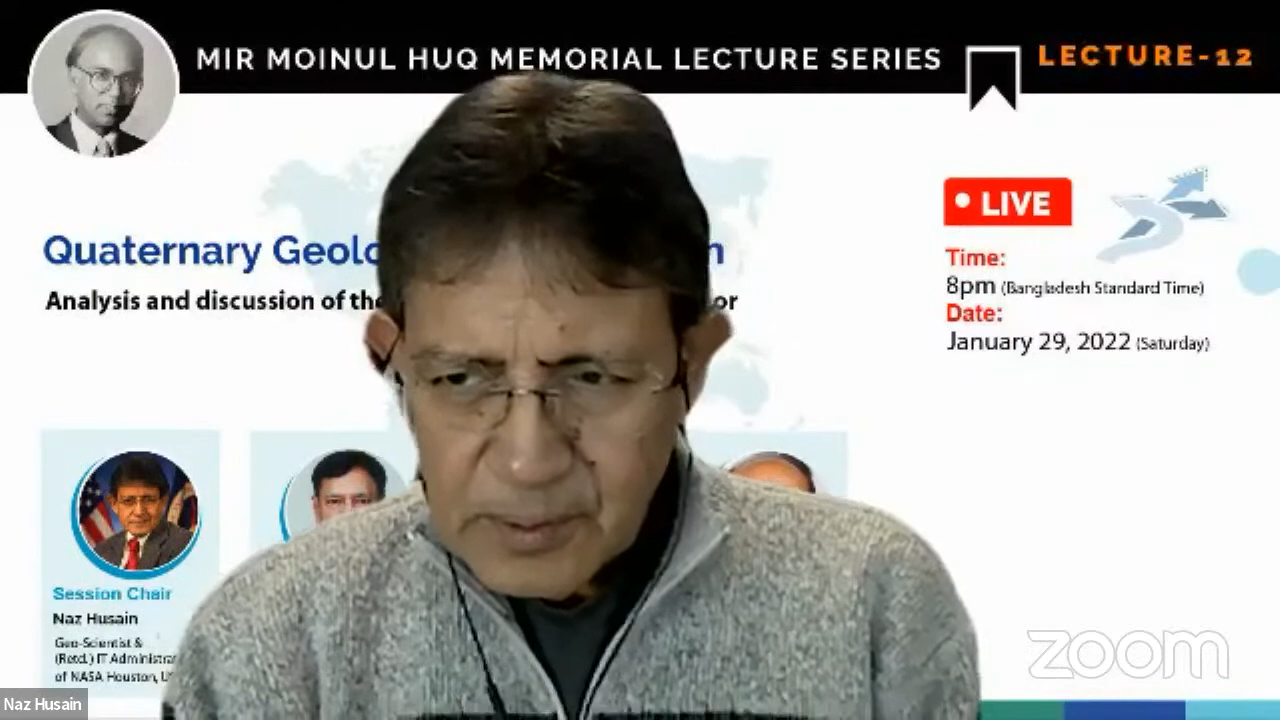 MIR MOINUL HUQ MEMORIAL LECTURE SERIES
LECTURE-12
LIVE
Quaternary
Analysis and discussion of the
or
Time:
8pm (Bangladesh Standard Time)
Date:
January 29, 2022 (Saturday)
Session Chair
Naz Husain
Geo-Scientist &
(Retd.) IT
of NASA Houston,
zoom
Naz Husain